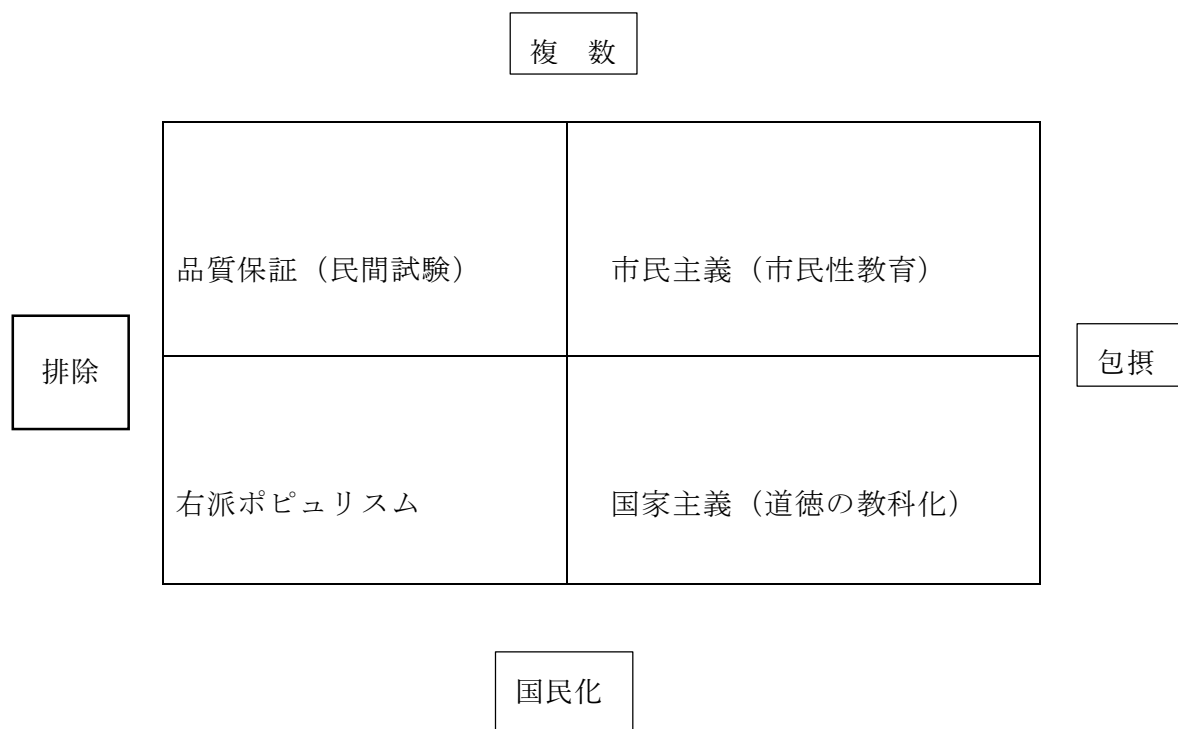 複　数
品質保証（民間試験）
市民主義（市民性教育）
排除
包摂
右派ポピュリスム
国家主義（道徳の教科化）
国民化